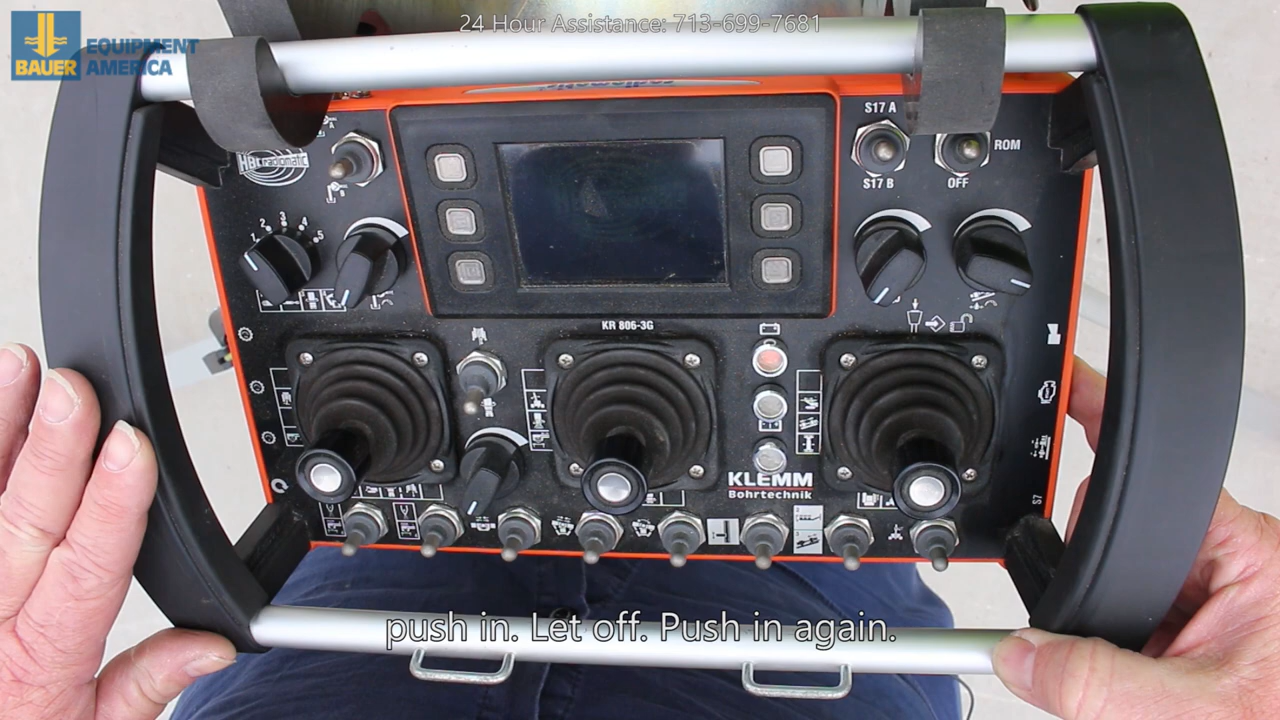 24 Hour Assistance: 713-699-7681
BAUER
EQUIPMENT
AMERICA
radiomatic
S17 A
ROM
HBC radiomatic
S17 B
OFF
A
B
1 2 3 4 5
KR 806-3G
KLEMM
Bohrtechnik
S7
push in. Let off. Push in again.